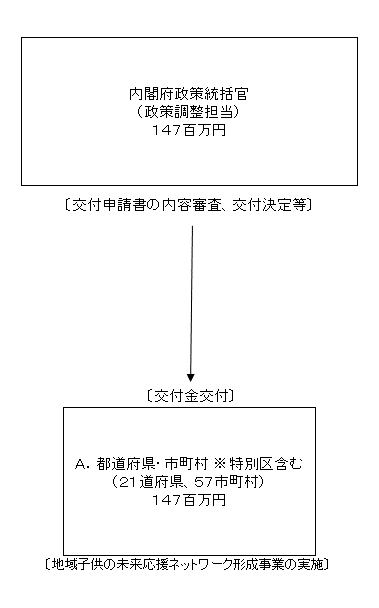 内閣府政策統括官
（政策調整担当）
１４７百万円
〔交付申請書の内容審査、交付決定等〕
〔交付金交付〕
Ａ．都道府県・市町村 ※特別区含む
（２１道府県、５７市町村）
１４７百万円
〔地域子供の未来応援ネットワーク形成事業の実施〕